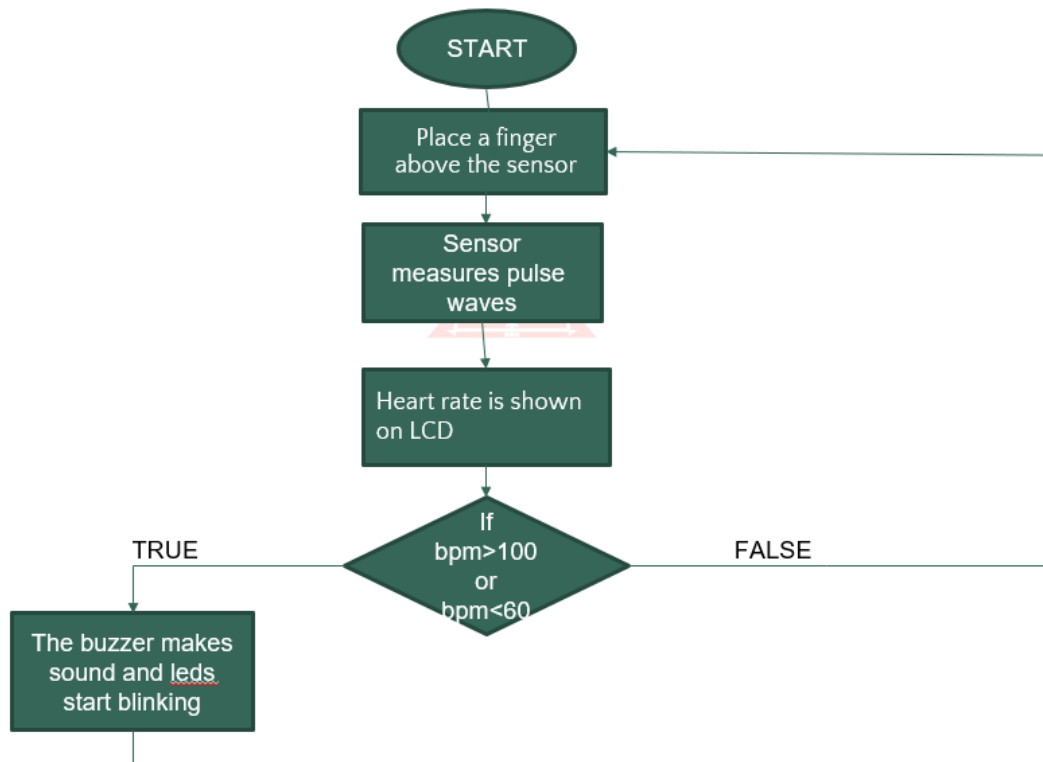 START
Place a finger
above the sensor
Sensor
measures pulse
waves
Heart rate is shown
on LCD
If
bpm>100
or
bpm<60
TRUE
FALSE
The buzzer makes
sound and leds
start blinking